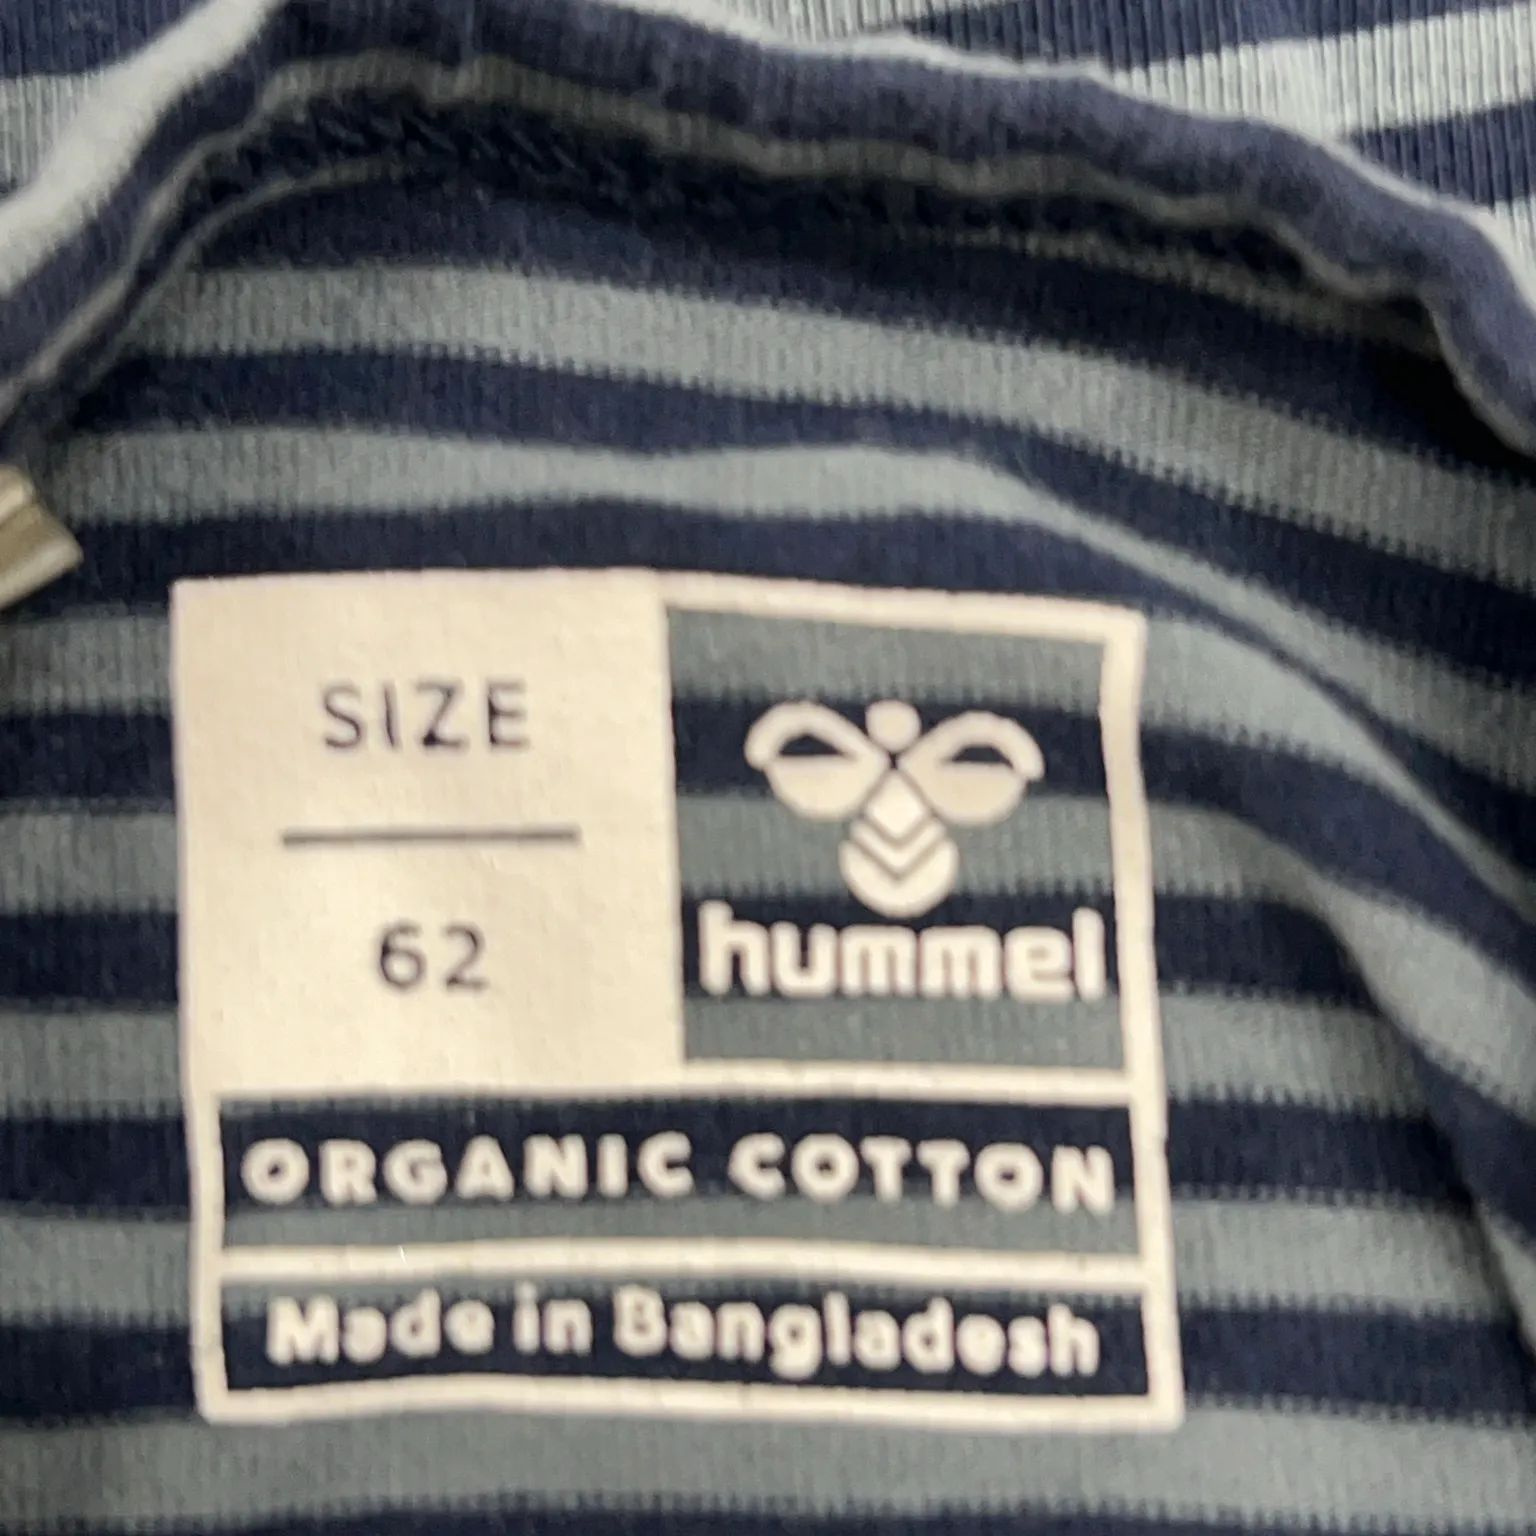 SIZE
62
hummel
ORGANIC COTTON
Made in Bangladesh